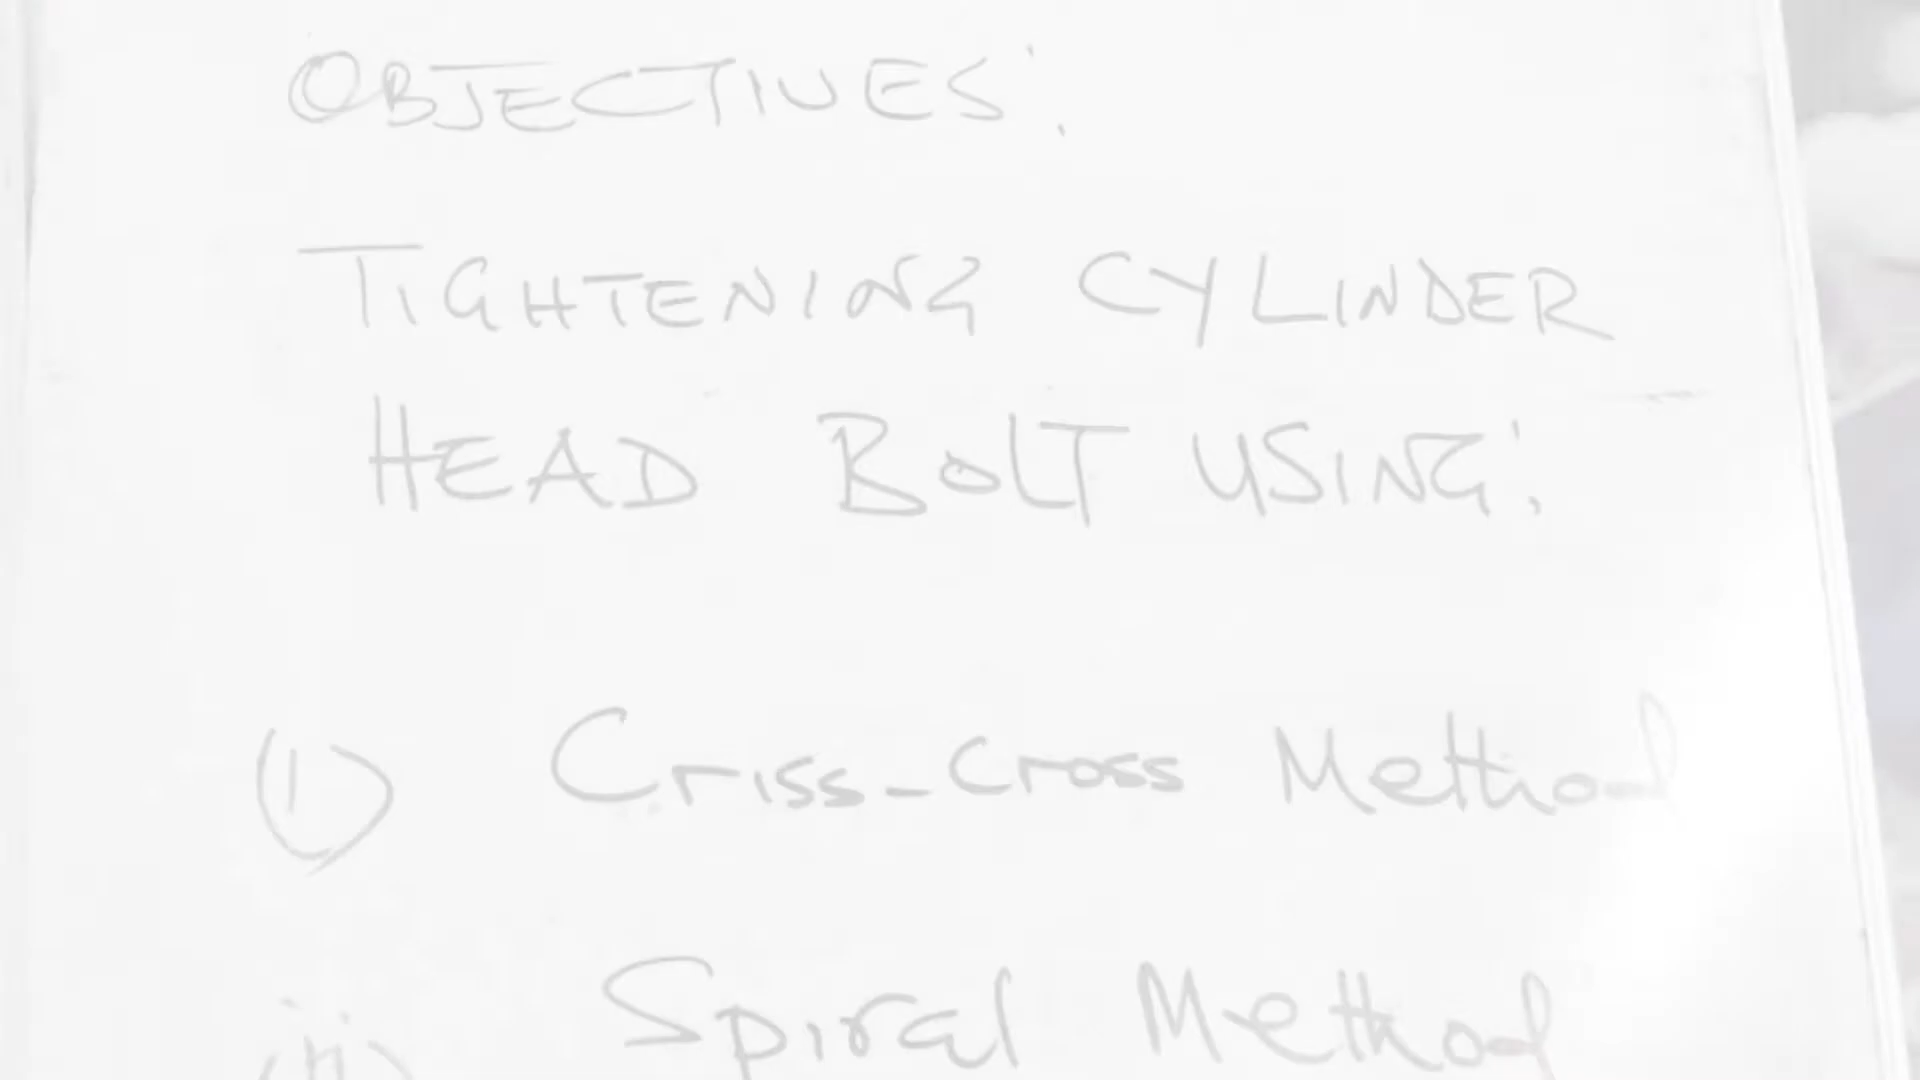 OBJECTIVES:
TIGHTENING CYLINDER
HEAD BOLT USING:
(i) Criss-Cross Method
(ii) Spiral Method